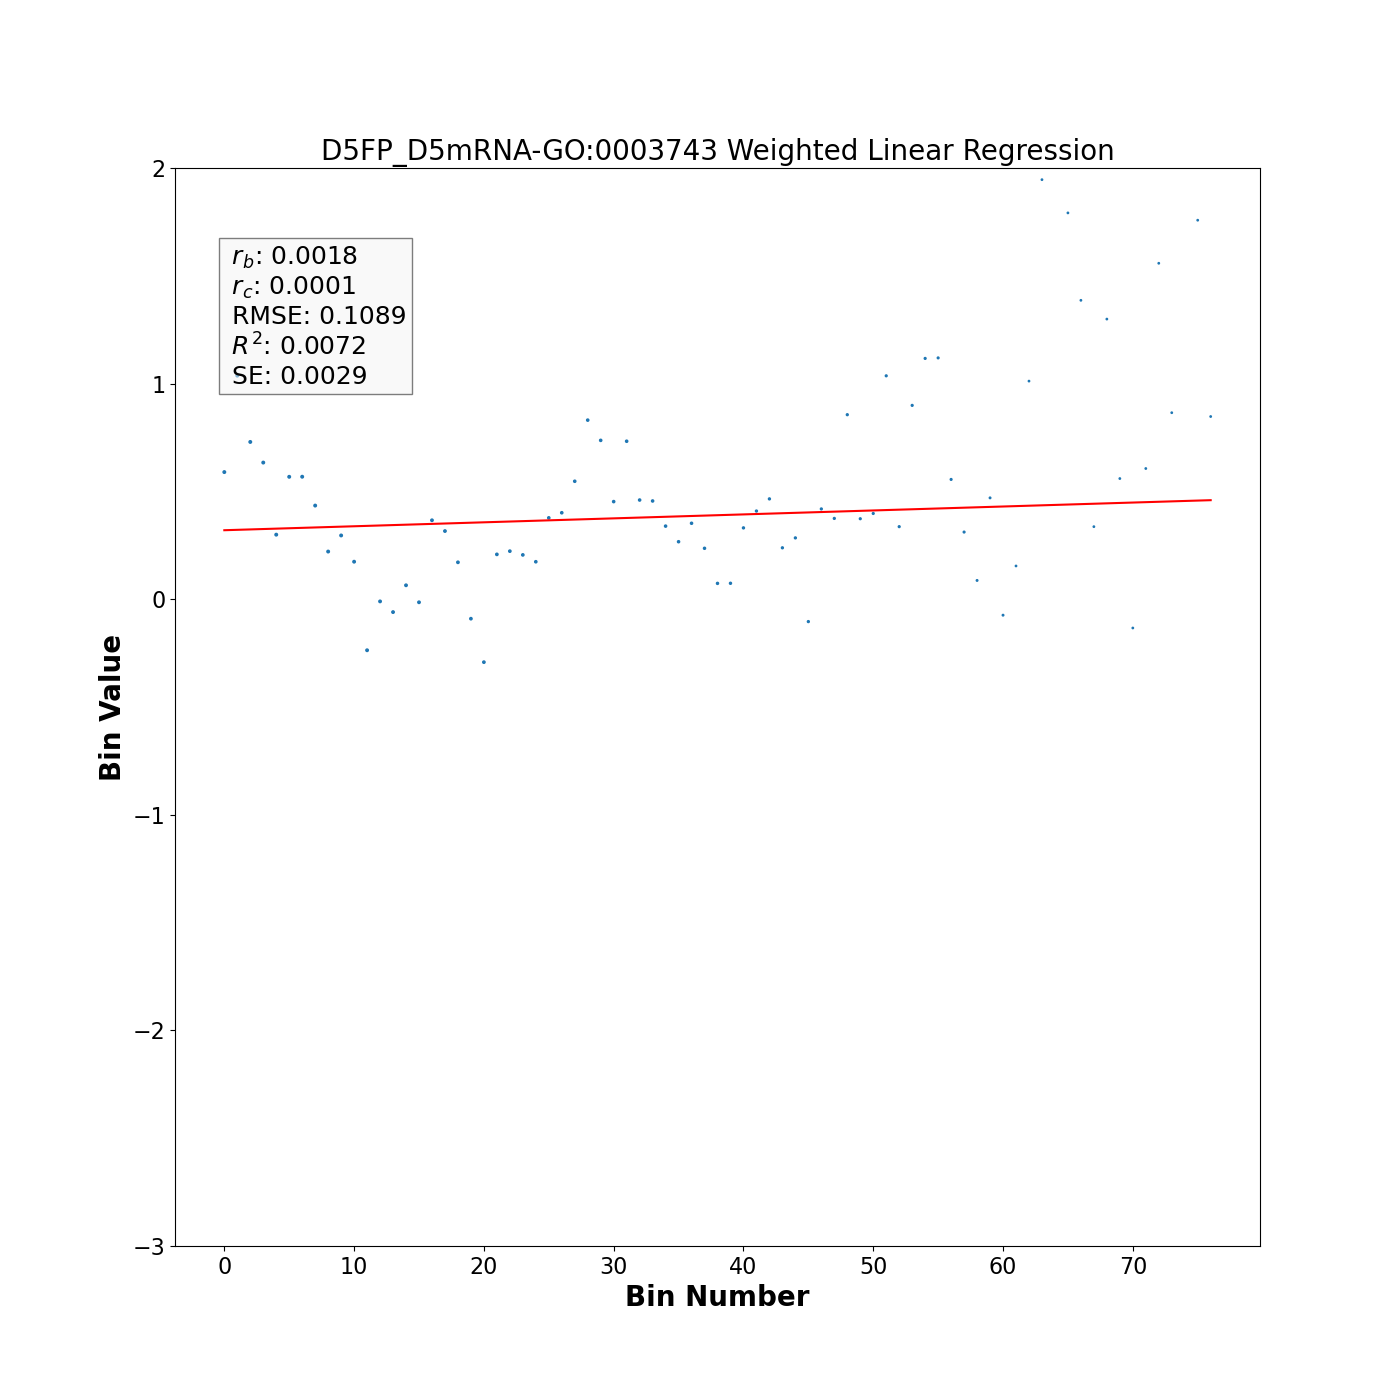 D5FP_D5mRNA-GO:0003743 Weighted Linear Regression
2
1
0
−1
−2
−3
Bin Value
r_b: 0.0018
r_c: 0.0001
RMSE: 0.1089
R²: 0.0072
SE: 0.0029
0 10 20 30 40 50 60 70
Bin Number